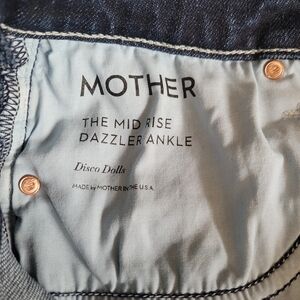 MOTHER
THE MID RISE
DAZZLER ANKLE
Disco Dolls
MADE by MOTHER IN THE U.S.A.